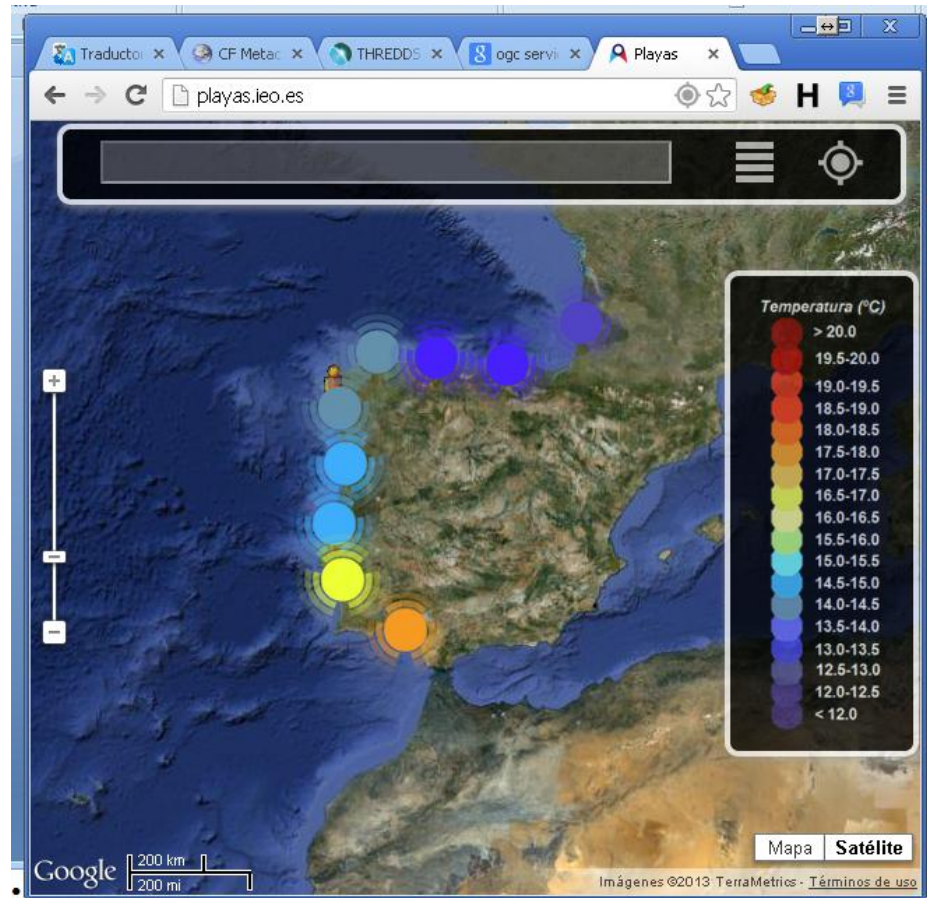 Traductor
CF Metac
THREDDS
ogc servi
Playas
playas.ieo.es
H
Temperatura (ºC)
> 20.0
19.5-20.0
19.0-19.5
18.5-19.0
18.0-18.5
17.5-18.0
17.0-17.5
16.5-17.0
16.0-16.5
15.5-16.0
15.0-15.5
14.5-15.0
14.0-14.5
13.5-14.0
13.0-13.5
12.5-13.0
12.0-12.5
< 12.0
Mapa Satélite
Google
200 km
200 mi
Imágenes ©2013 TerraMetrics - Términos de uso